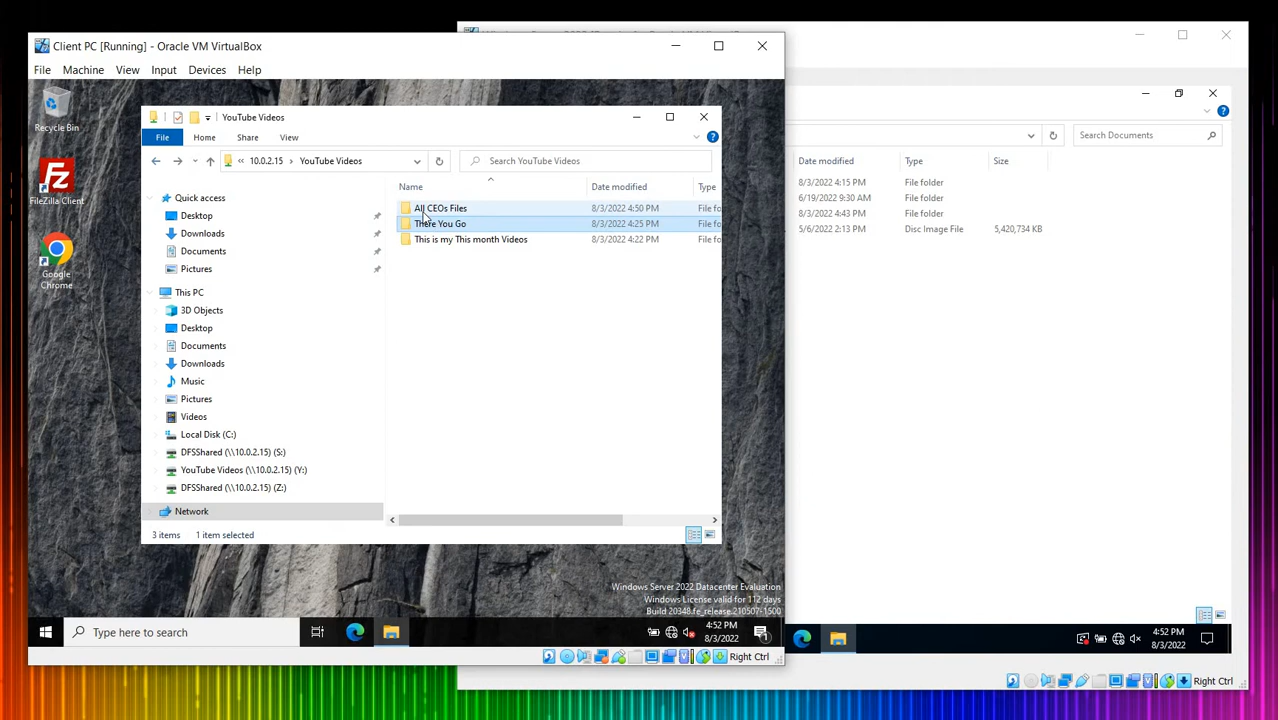 Client PC [Running] - Oracle VM VirtualBox
File Machine View Input Devices Help
Recycle Bin
FileZilla Client
Google
Chrome
YouTube Videos
File Home Share View
« 10.0.2.15 › YouTube Videos
Search YouTube Videos
Name Date modified Type
All CEOs Files 8/3/2022 4:50 PM File fo
There You Go 8/3/2022 4:25 PM File fo
This is my This month Videos 8/3/2022 4:22 PM File fo
Quick access
Desktop
Downloads
Documents
Pictures
This PC
3D Objects
Desktop
Documents
Downloads
Music
Pictures
Videos
Local Disk (C:)
DFSShared (\\10.0.2.15) (S:)
YouTube Videos (\\10.0.2.15) (Y:)
DFSShared (\\10.0.2.15) (Z:)
Network
3 items 1 item selected
Windows Server 2022 Datacenter Evaluation
Windows License valid for 112 days
Build 20348.fe_release.210507-1500
Type here to search
4:52 PM
8/3/2022
1
Right Ctrl
Search Documents
Date modified Type Size
8/3/2022 4:15 PM File folder
6/19/2022 9:30 AM File folder
8/3/2022 4:43 PM File folder
5/6/2022 2:13 PM Disc Image File 5,420,734 KB
4:52 PM
8/3/2022
Right Ctrl